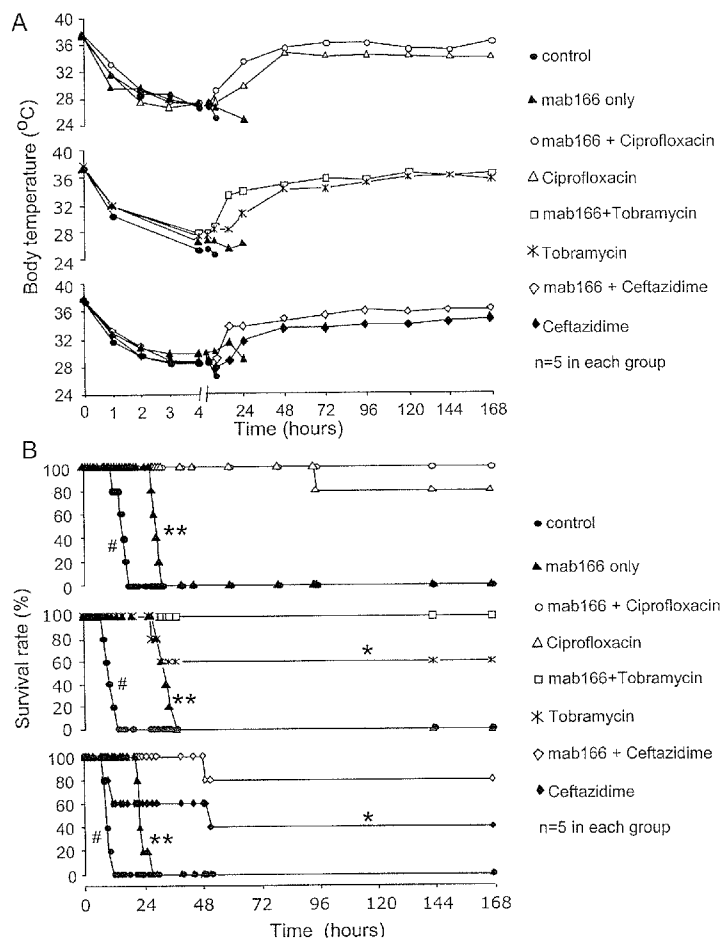 A
Body temperature (°C)
36
32
28
24
36
32
28
24
36
32
28
24
0 1 2 3 4 24 48 72 96 120 144 168
Time (hours)
control
mab166 only
mab166 + Ciprofloxacin
Ciprofloxacin
mab166+Tobramycin
Tobramycin
mab166 + Ceftazidime
Ceftazidime
n=5 in each group
B
Survival rate (%)
100
80
60
40
20
0
# **
100
80
60
40
20
0
# ** *
100
80
60
40
20
0
# ** *
0 24 48 72 96 120 144 168
Time (hours)
control
mab166 only
mab166 + Ciprofloxacin
Ciprofloxacin
mab166+Tobramycin
Tobramycin
mab166 + Ceftazidime
Ceftazidime
n=5 in each group